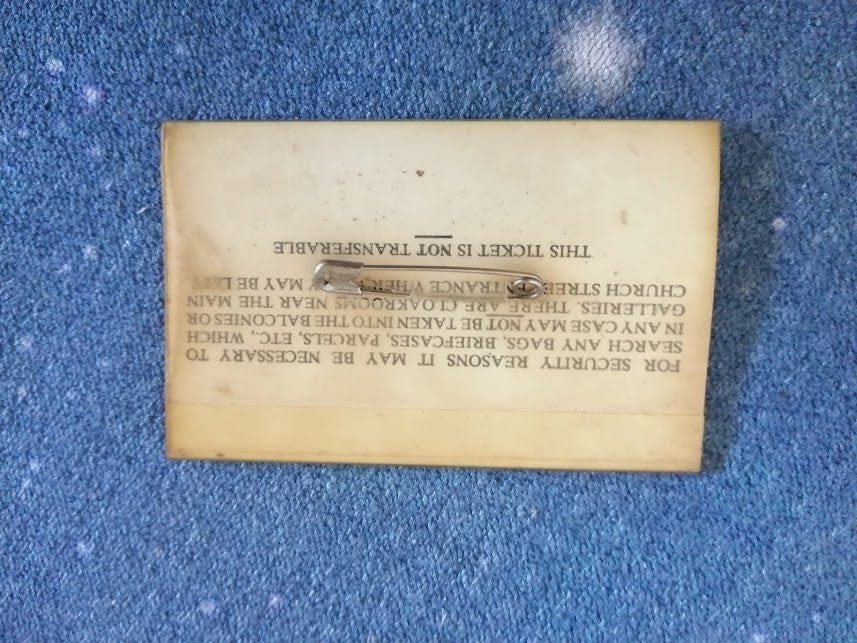 FOR SECURITY REASONS IT MAY BE NECESSARY TO
SEARCH ANY BAGS, BRIEFCASES, PARCELS, ETC., WHICH
IN ANY CASE MAY NOT BE TAKEN INTO THE BALCONIES OR
GALLERIES. THERE ARE CLOAKROOMS NEAR THE MAIN
CHURCH STREET ENTRANCE WHERE MAY BE LEFT
THIS TICKET IS NOT TRANSFERABLE